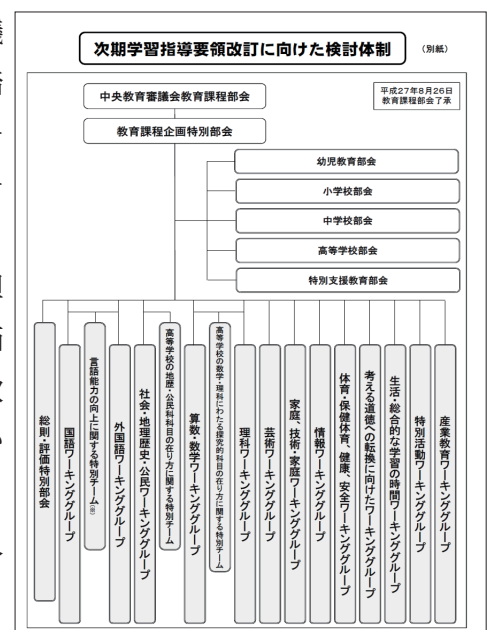 次期学習指導要領改訂に向けた検討体制
（別紙）
平成27年8月26日
教育課程部会了承
中央教育審議会教育課程部会
教育課程企画特別部会
幼児教育部会
小学校部会
中学校部会
高等学校部会
特別支援教育部会
総則・評価特別部会
国語ワーキンググループ
言語能力の向上に関する特別チーム(※)
外国語ワーキンググループ
社会・地理歴史・公民ワーキンググループ
高等学校の地歴・公民科科目の在り方に関する特別チーム
算数・数学ワーキンググループ
高等学校の数学・理科にわたる探究的科目の在り方に関する特別チーム
理科ワーキンググループ
芸術ワーキンググループ
家庭、技術・家庭ワーキンググループ
情報ワーキンググループ
体育・保健体育、健康、安全ワーキンググループ
考える道徳への転換に向けたワーキンググループ
生活・総合的な学習の時間ワーキンググループ
特別活動ワーキンググループ
産業教育ワーキンググループ